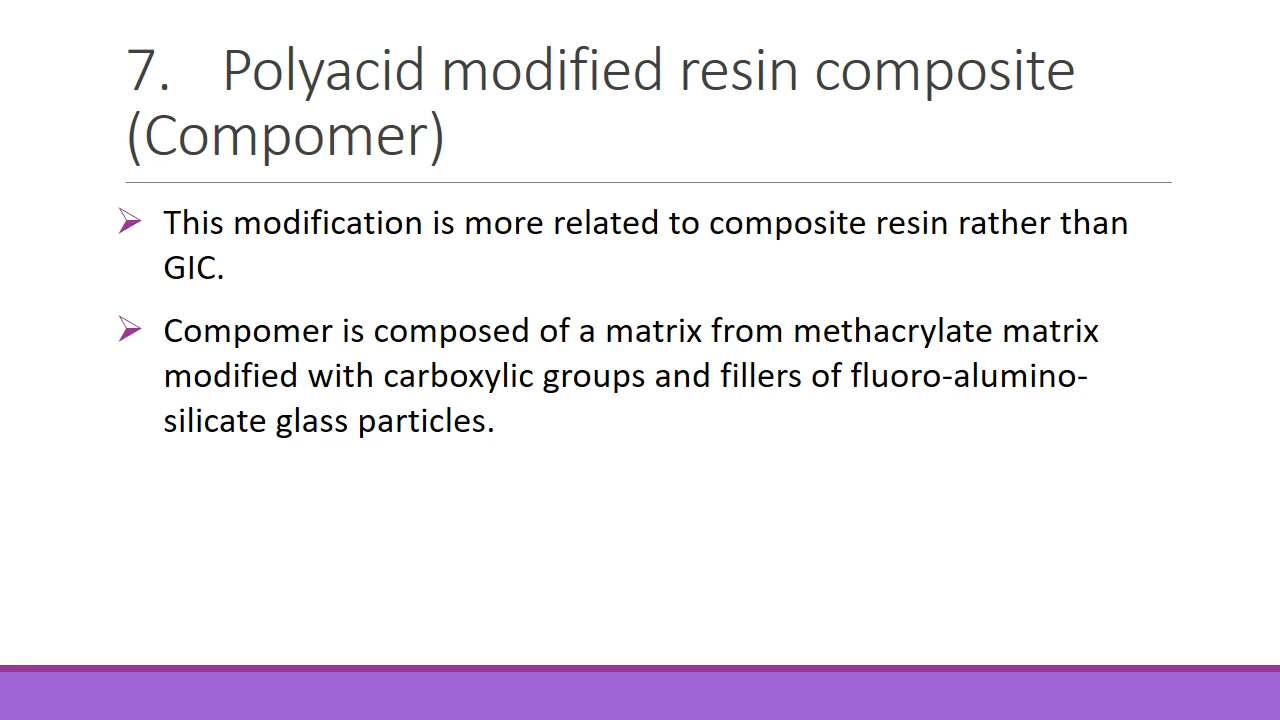 7. Polyacid modified resin composite
(Compomer)
This modification is more related to composite resin rather than
GIC.
Compomer is composed of a matrix from methacrylate matrix
modified with carboxylic groups and fillers of fluoro-alumino-
silicate glass particles.